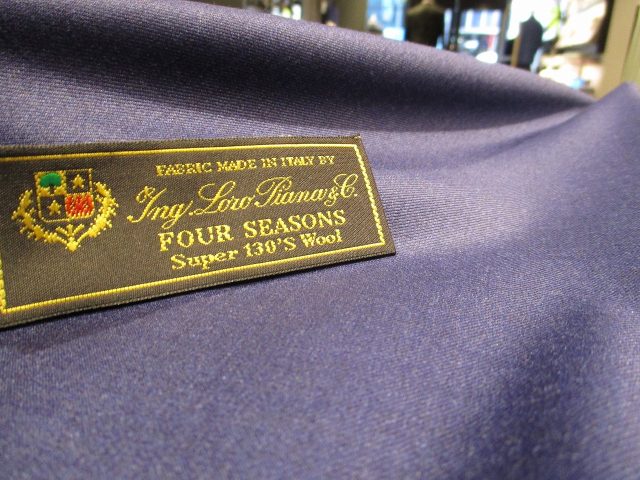 FABRIC MADE IN ITALY BY
Ing. Loro Piana & C.
FOUR SEASONS
Super 130'S Wool